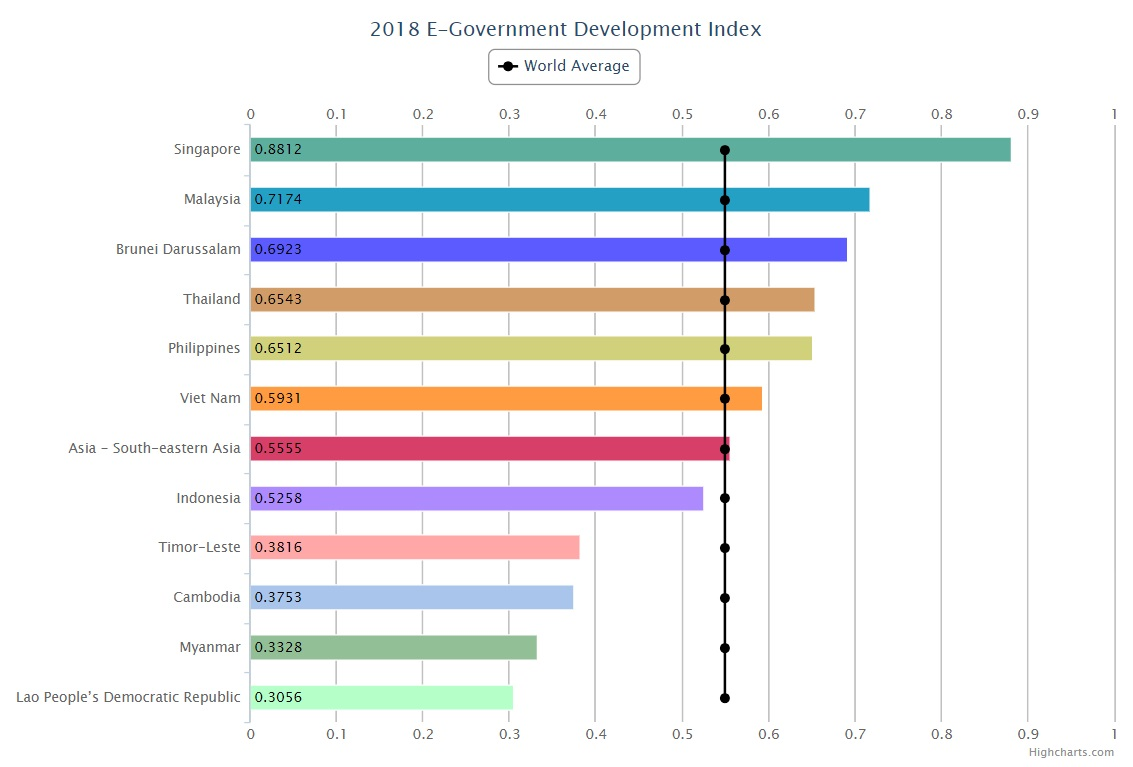 2018 E-Government Development Index
World Average
0 0.1 0.2 0.3 0.4 0.5 0.6 0.7 0.8 0.9 1
Singapore 0.8812
Malaysia 0.7174
Brunei Darussalam 0.6923
Thailand 0.6543
Philippines 0.6512
Viet Nam 0.5931
Asia - South-eastern Asia 0.5555
Indonesia 0.5258
Timor-Leste 0.3816
Cambodia 0.3753
Myanmar 0.3328
Lao People's Democratic Republic 0.3056
0 0.1 0.2 0.3 0.4 0.5 0.6 0.7 0.8 0.9 1
Highcharts.com